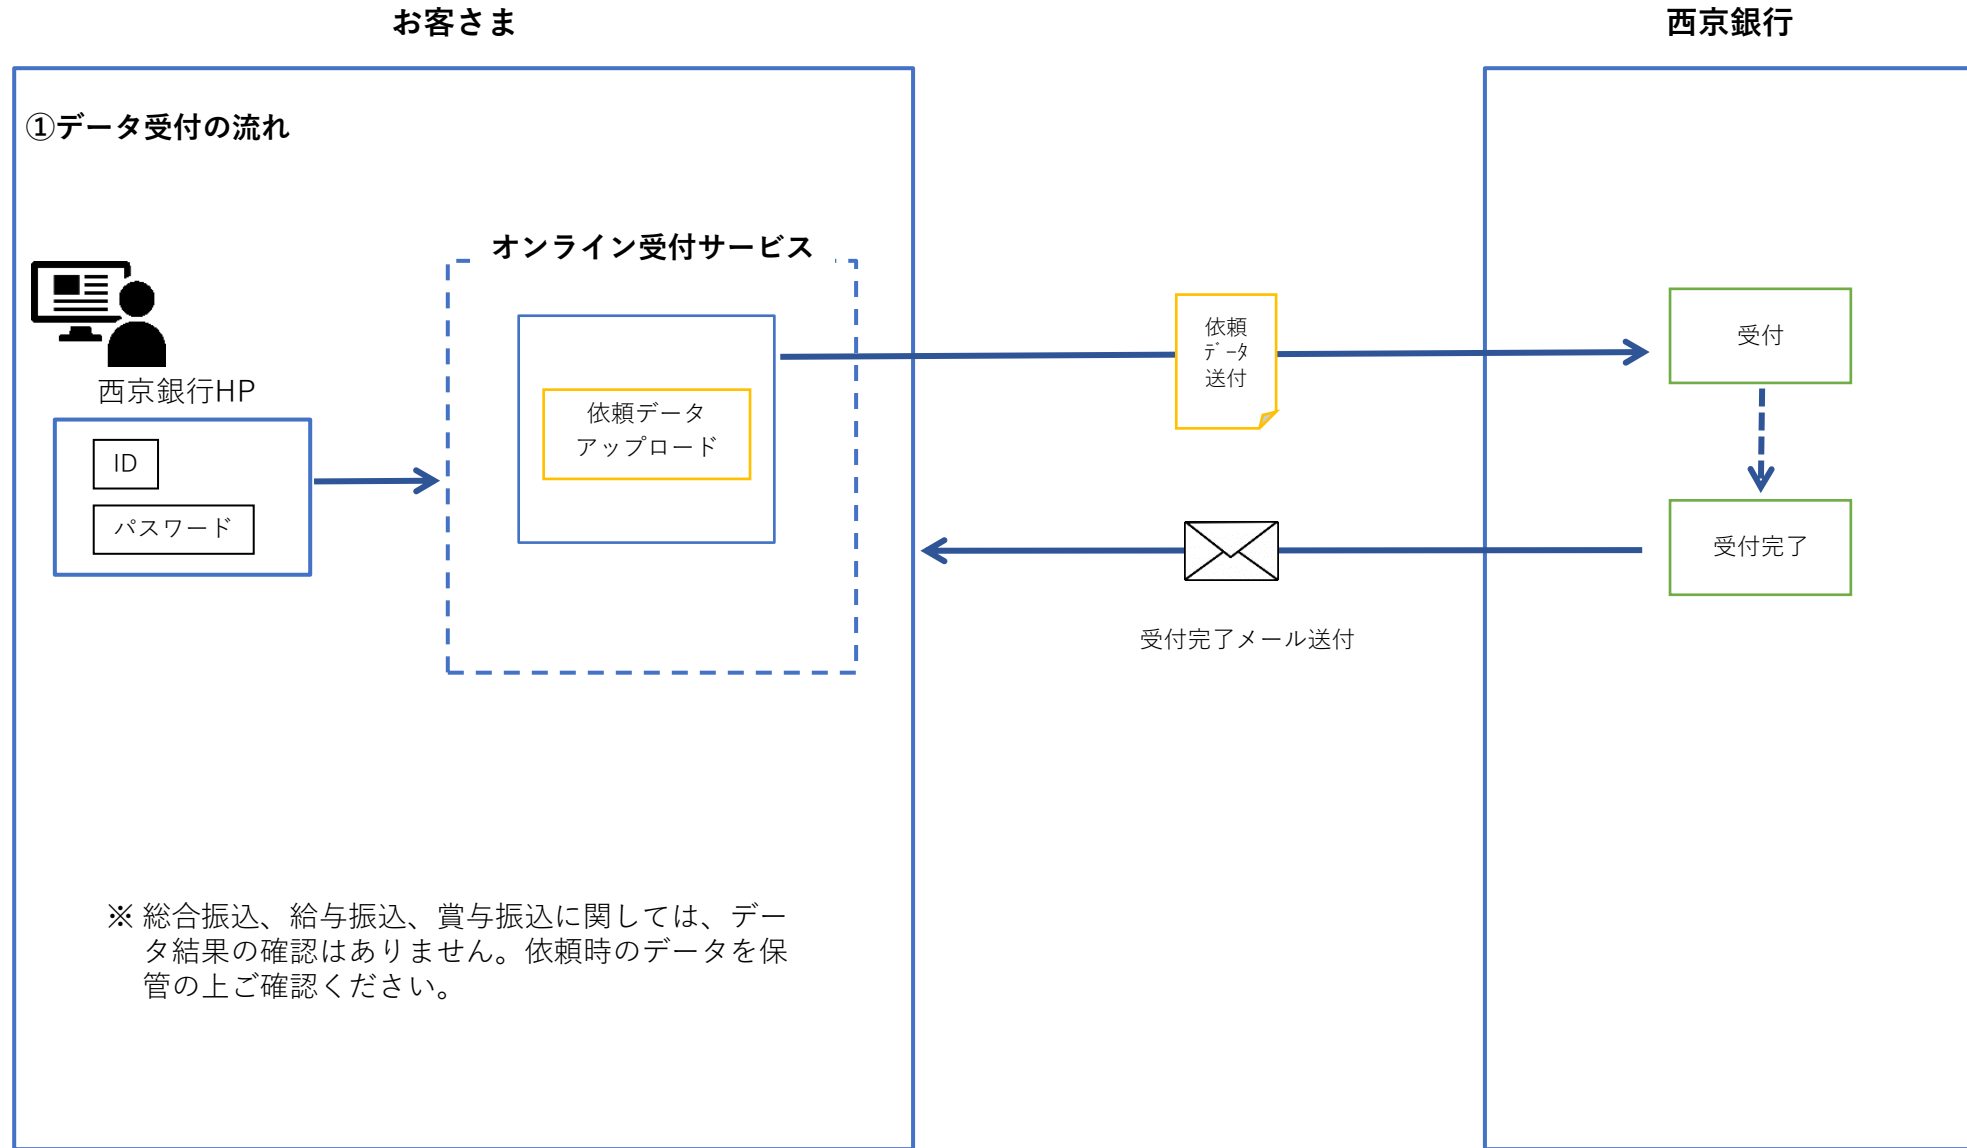 お客さま
西京銀行
①データ受付の流れ
オンライン受付サービス
西京銀行HP
ID
パスワード
依頼データ
アップロード
依頼
ﾃﾞｰﾀ
送付
受付
受付完了
受付完了メール送付
※ 総合振込、給与振込、賞与振込に関しては、デー
タ結果の確認はありません。依頼時のデータを保
管の上ご確認ください。